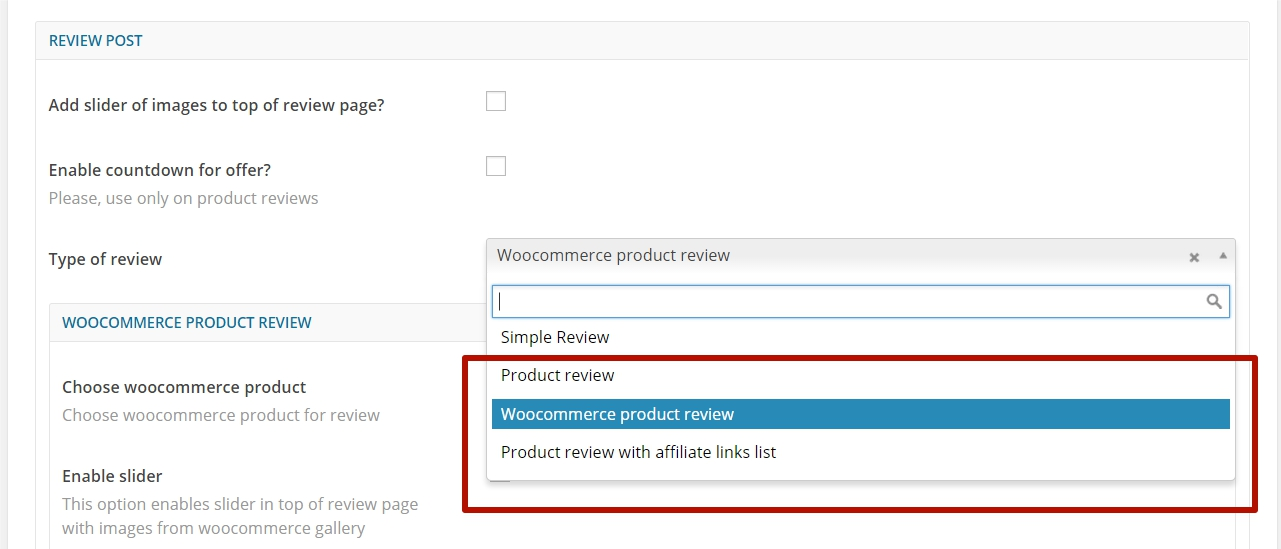 REVIEW POST
Add slider of images to top of review page?
Enable countdown for offer?
Please, use only on product reviews
Type of review
Woocommerce product review
Simple Review
Product review
Woocommerce product review
Product review with affiliate links list
WOOCOMMERCE PRODUCT REVIEW
Choose woocommerce product
Choose woocommerce product for review
Enable slider
This option enables slider in top of review page
with images from woocommerce gallery